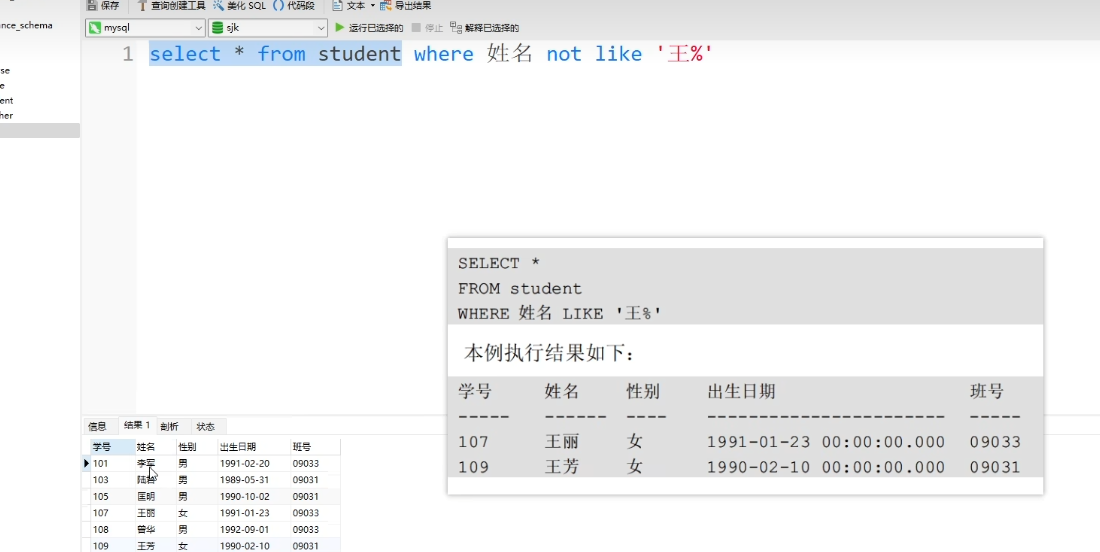 保存 查询创建工具 美化 SQL () 代码段 文本 导出结果
nce_schema
mysql sjk 运行已选择的 停止 解释已选择的
1 select * from student where 姓名 not like '王%'
se
e
ent
her
SELECT *
FROM student
WHERE 姓名 LIKE '王%'
本例执行结果如下：
学号 姓名 性别 出生日期 班号
----- ------ ---- ----------------------- -----
107 王丽 女 1991-01-23 00:00:00.000 09033
109 王芳 女 1990-02-10 00:00:00.000 09031
信息 结果 1 剖析 状态
学号 姓名 性别 出生日期 班号
101 李军 男 1991-02-20 09033
103 男 1989-05-31 09031
105 匡明 男 1990-10-02 09031
107 王丽 女 1991-01-23 09033
108 曾华 男 1992-09-01 09033
109 王芳 女 1990-02-10 09031